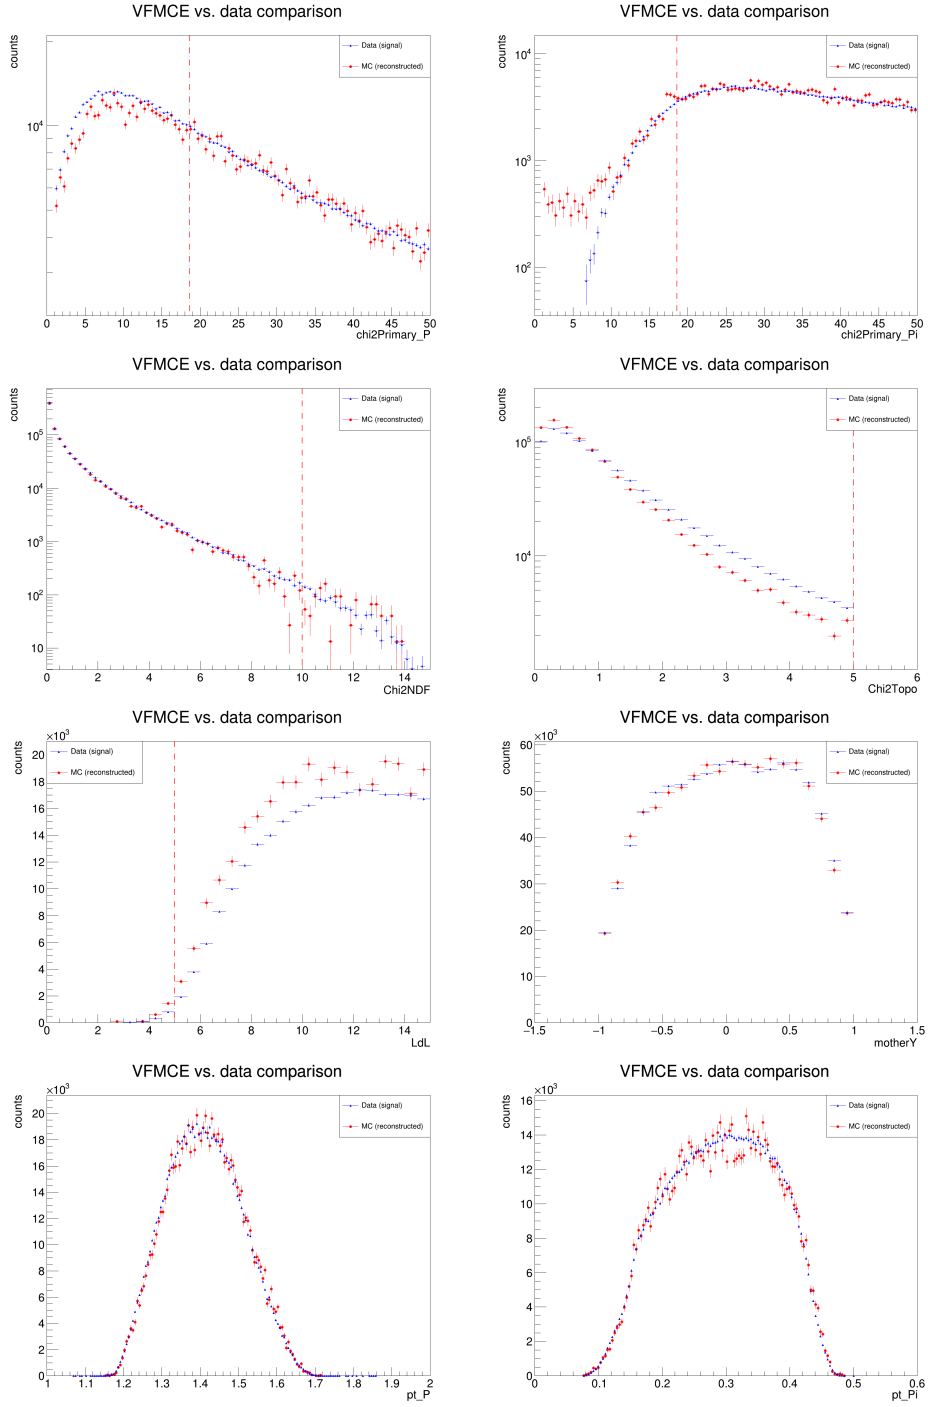 VFMCE vs. data comparison
counts
Data (signal)
MC (reconstructed)
10^4
0 5 10 15 20 25 30 35 40 45 50
chi2Primary_P
VFMCE vs. data comparison
counts
Data (signal)
MC (reconstructed)
10^4
10^3
10^2
0 5 10 15 20 25 30 35 40 45 50
chi2Primary_Pi
VFMCE vs. data comparison
counts
Data (signal)
MC (reconstructed)
10^5
10^4
10^3
10^2
10
0 2 4 6 8 10 12 14
Chi2NDF
VFMCE vs. data comparison
counts
Data (signal)
MC (reconstructed)
10^5
10^4
0 1 2 3 4 5 6
Chi2Topo
VFMCE vs. data comparison
×10^3
counts
Data (signal)
MC (reconstructed)
20
18
16
14
12
10
8
6
4
2
0
0 2 4 6 8 10 12 14
LdL
VFMCE vs. data comparison
×10^3
counts
Data (signal)
MC (reconstructed)
60
50
40
30
20
10
0
−1.5 −1 −0.5 0 0.5 1 1.5
motherY
VFMCE vs. data comparison
×10^3
counts
Data (signal)
MC (reconstructed)
20
18
16
14
12
10
8
6
4
2
0
1 1.1 1.2 1.3 1.4 1.5 1.6 1.7 1.8 1.9 2
pt_P
VFMCE vs. data comparison
×10^3
counts
Data (signal)
MC (reconstructed)
16
14
12
10
8
6
4
2
0
0 0.1 0.2 0.3 0.4 0.5 0.6
pt_Pi